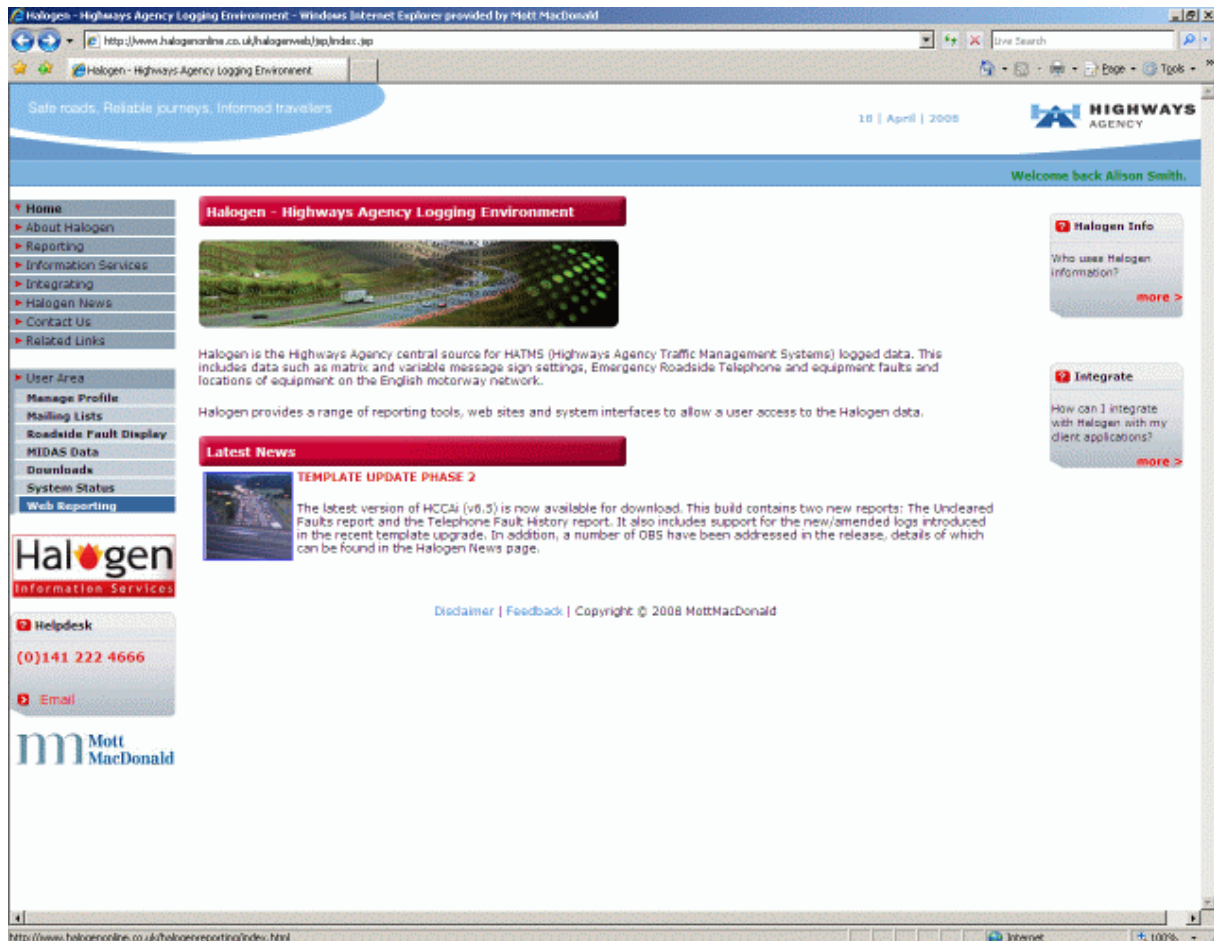 Halogen - Highways Agency Logging Environment - Windows Internet Explorer provided by Mott MacDonald
http://www.halogenonline.co.uk/halogenweb/jsp/index.jsp
Live Search
Halogen - Highways Agency Logging Environment
Page
Tools
Safe roads, Reliable journeys, Informed travellers
18 | April | 2008
HIGHWAYS
AGENCY
Welcome back Alison Smith.
Home
About Halogen
Reporting
Information Services
Integrating
Halogen News
Contact Us
Related Links
User Area
Manage Profile
Mailing Lists
Roadside Fault Display
MIDAS Data
Downloads
System Status
Web Reporting
Halogen
Information Services
Helpdesk
(0)141 222 4666
Email
Mott
MacDonald
Halogen - Highways Agency Logging Environment
Halogen is the Highways Agency central source for HATMS (Highways Agency Traffic Management Systems) logged data. This
includes data such as matrix and variable message sign settings, Emergency Roadside Telephone and equipment faults and
locations of equipment on the English motorway network.
Halogen provides a range of reporting tools, web sites and system interfaces to allow a user access to the Halogen data.
Latest News
TEMPLATE UPDATE PHASE 2
The latest version of HCCAi (v6.5) is now available for download. This build contains two new reports: The Uncleared
Faults report and the Telephone Fault History report. It also includes support for the new/amended logs introduced
in the recent template upgrade. In addition, a number of OBS have been addressed in the release, details of which
can be found in the Halogen News page.
Disclaimer | Feedback | Copyright © 2008 MottMacDonald
Halogen Info
Who uses Halogen
information?
more >
Integrate
How can I integrate
with Halogen with my
client applications?
more >
http://www.halogenonline.co.uk/halogenreporting/index.html
Internet
100%